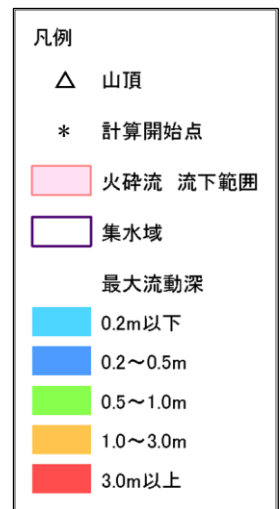 凡例
山頂
計算開始点
火砕流 流下範囲
集水域
最大流動深
0.2m以下
0.2～0.5m
0.5～1.0m
1.0～3.0m
3.0m以上